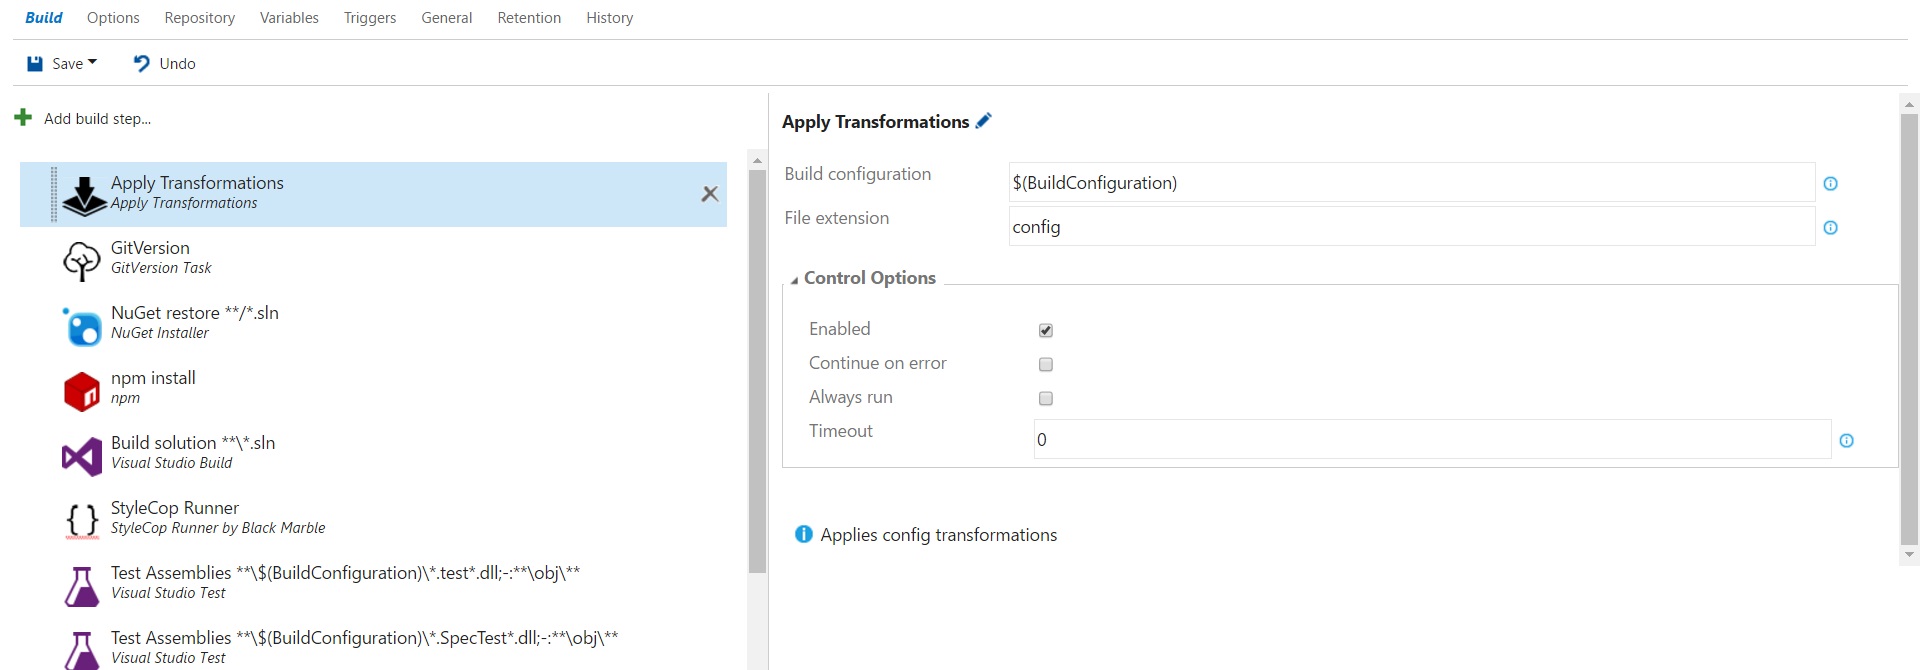 Build Options Repository Variables Triggers General Retention History
Save Undo
Add build step...
Apply Transformations
Apply Transformations
GitVersion
GitVersion Task
NuGet restore **/*.sln
NuGet Installer
npm install
npm
Build solution **\*.sln
Visual Studio Build
StyleCop Runner
StyleCop Runner by Black Marble
Test Assemblies **\$(BuildConfiguration)\*.test*.dll;-:**\obj\**
Visual Studio Test
Test Assemblies **\$(BuildConfiguration)\*.SpecTest*.dll;-:**\obj\**
Visual Studio Test
Apply Transformations
Build configuration $(BuildConfiguration)
File extension config
Control Options
Enabled
Continue on error
Always run
Timeout 0
Applies config transformations